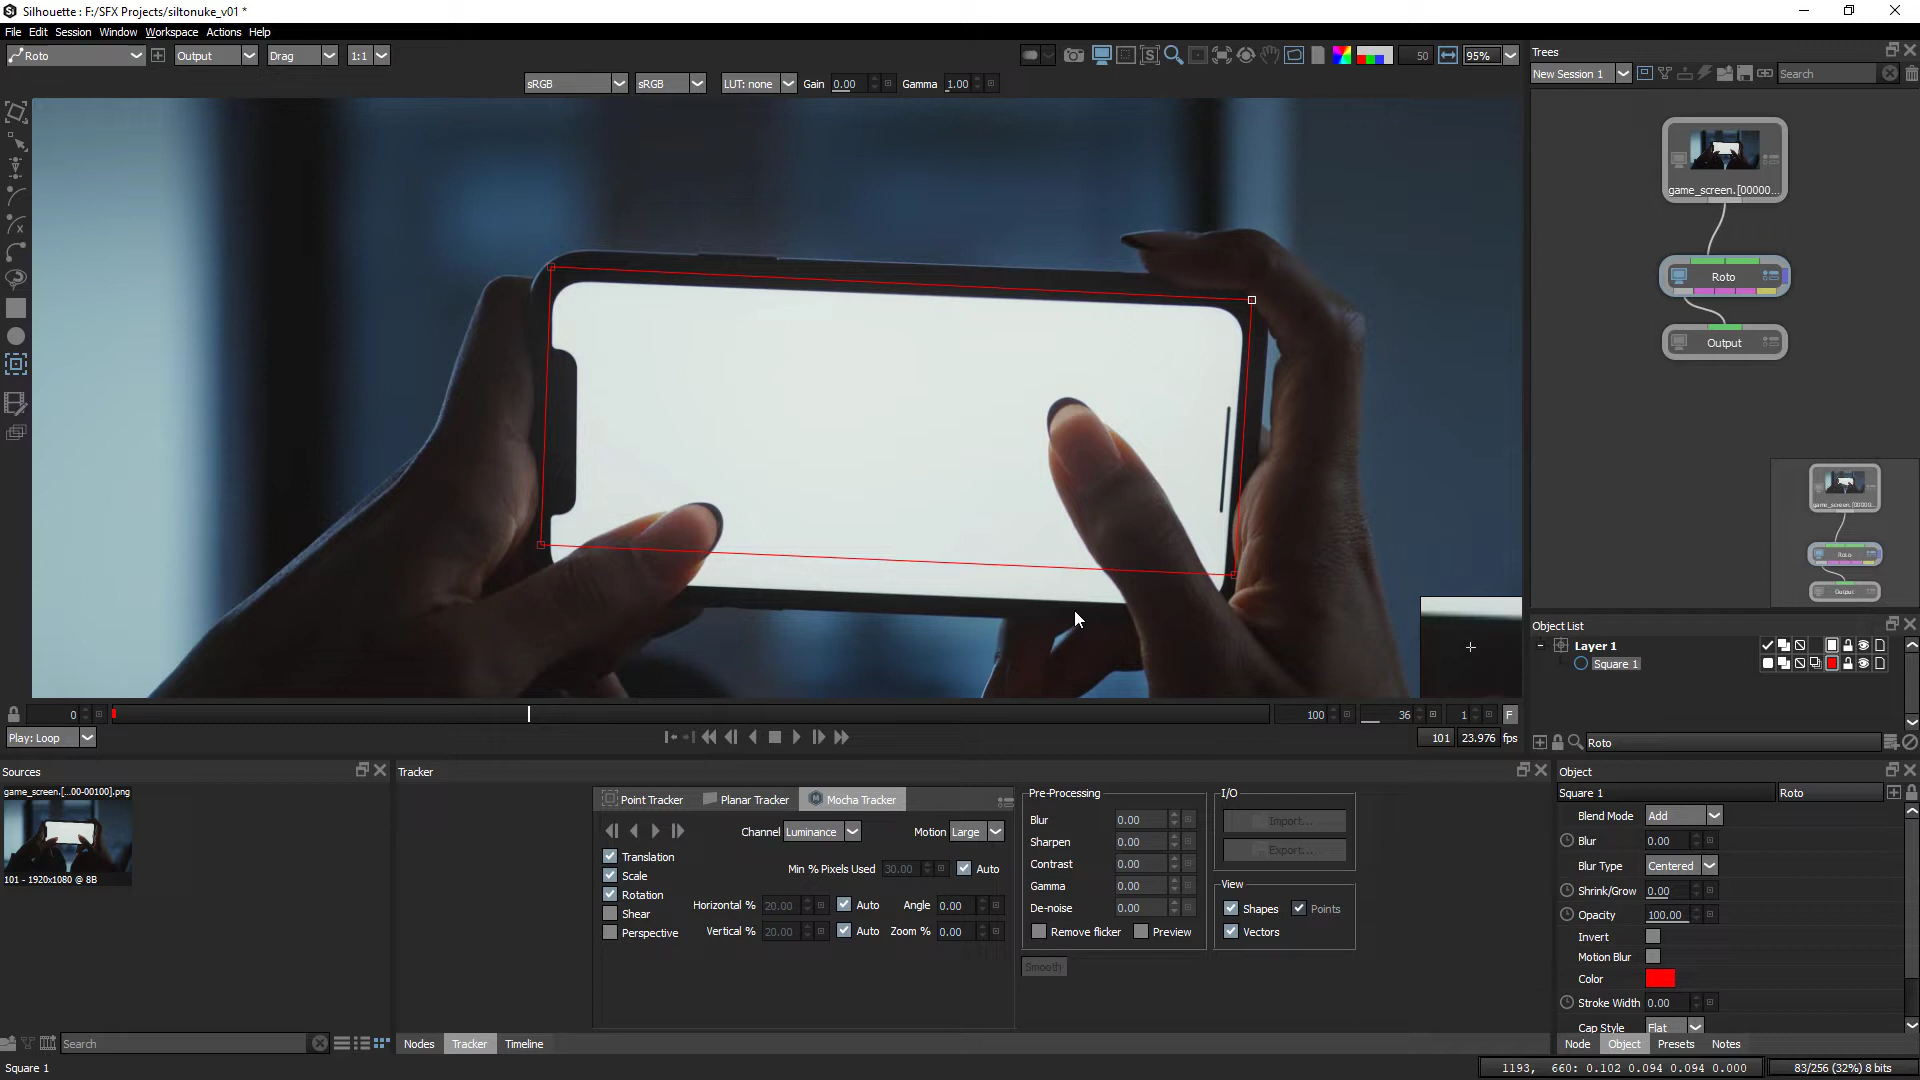 Silhouette : F:/SFX Projects/siltonuke_v01 *
File Edit Session Window Workspace Actions Help
Roto Output Drag 1:1 50 95%
sRGB sRGB LUT: none Gain 0.00 Gamma 1.00
Trees
New Session 1 Search
game_screen.[00000...
Roto
Output
game_screen.[00000...
Roto
Output
Object List
Layer 1
Square 1
0 100 36 1 F
Play: Loop 101 23.976 fps
Roto
Sources
game_screen.[...00-00100].png
101 - 1920x1080 @ 8B
Search
Tracker
Point Tracker Planar Tracker Mocha Tracker
Channel Luminance Motion Large
Translation
Scale
Rotation
Shear
Perspective
Min % Pixels Used 30.00 Auto
Horizontal % 20.00 Auto Angle 0.00
Vertical % 20.00 Auto Zoom % 0.00
Pre-Processing
Blur 0.00
Sharpen 0.00
Contrast 0.00
Gamma 0.00
De-noise 0.00
Remove flicker Preview
Smooth
I/O
Import...
Export...
View
Shapes Points
Vectors
Nodes Tracker Timeline
Object
Square 1 Roto
Blend Mode Add
Blur 0.00
Blur Type Centered
Shrink/Grow 0.00
Opacity 100.00
Invert
Motion Blur
Color
Stroke Width 0.00
Cap Style Flat
Node Object Presets Notes
Square 1
1193, 660: 0.102 0.094 0.094 0.000
83/256 (32%) 8 bits